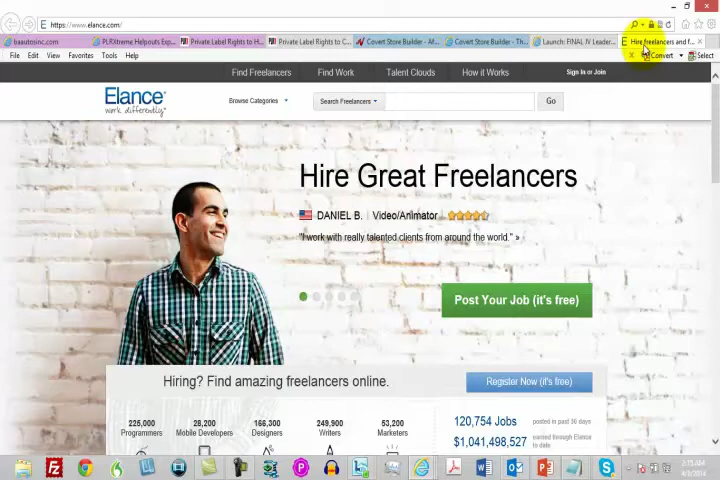 https://www.elance.com/
baautosinc.com
PLRXtreme Helpouts Exp...
Private Label Rights to H...
Private Label Rights to C...
Covert Store Builder - Aff...
Covert Store Builder - Th...
Launch: FINAL JV Leader...
Hire freelancers and f...
File Edit View Favorites Tools Help
Convert Select
Find Freelancers Find Work Talent Clouds How it Works Sign In or Join
Elance
work differently
Browse Categories Search Freelancers Go
Hire Great Freelancers
DANIEL B. | Video/Animator
"I work with really talented clients from around the world." »
Post Your Job (it's free)
Hiring? Find amazing freelancers online.
Register Now (it's free)
225,000 28,200 166,300 249,900 53,200
Programmers Mobile Developers Designers Writers Marketers
120,754 Jobs posted in past 30 days
$1,041,498,527 earned through Elance to date